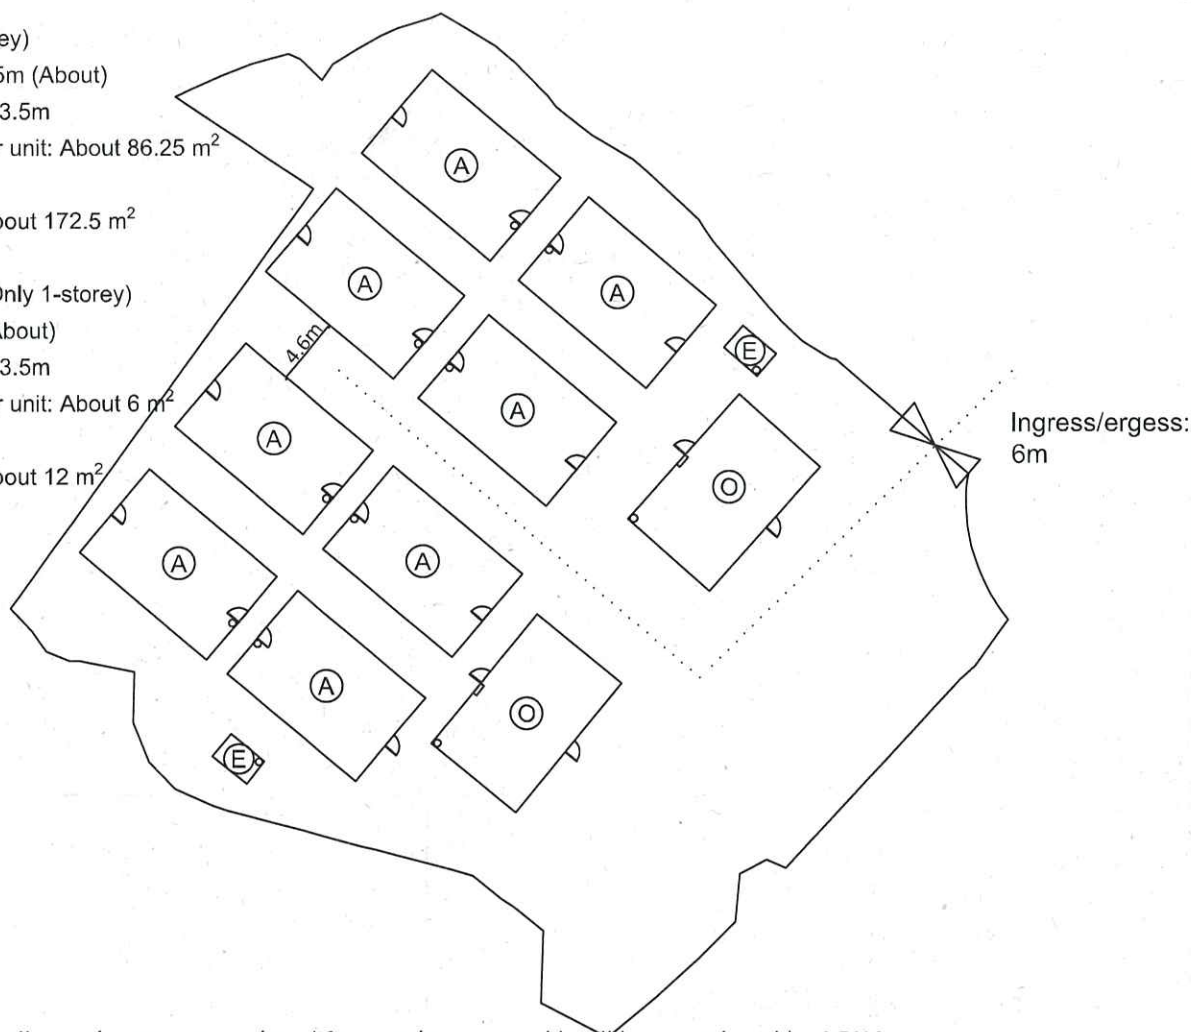 ey)
5m (About)
3.5m
r unit: About 86.25 m²
bout 172.5 m²
Only 1-storey)
About)
3.5m
r unit: About 6 m²
bout 12 m²
A
A
A
4.6m
E
A
A
O
Ingress/ergess:
6m
A
A
A
O
E